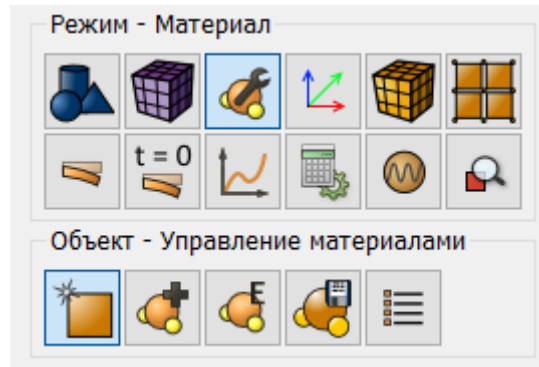 Режим - Материал
t = 0
Объект - Управление материалами
E